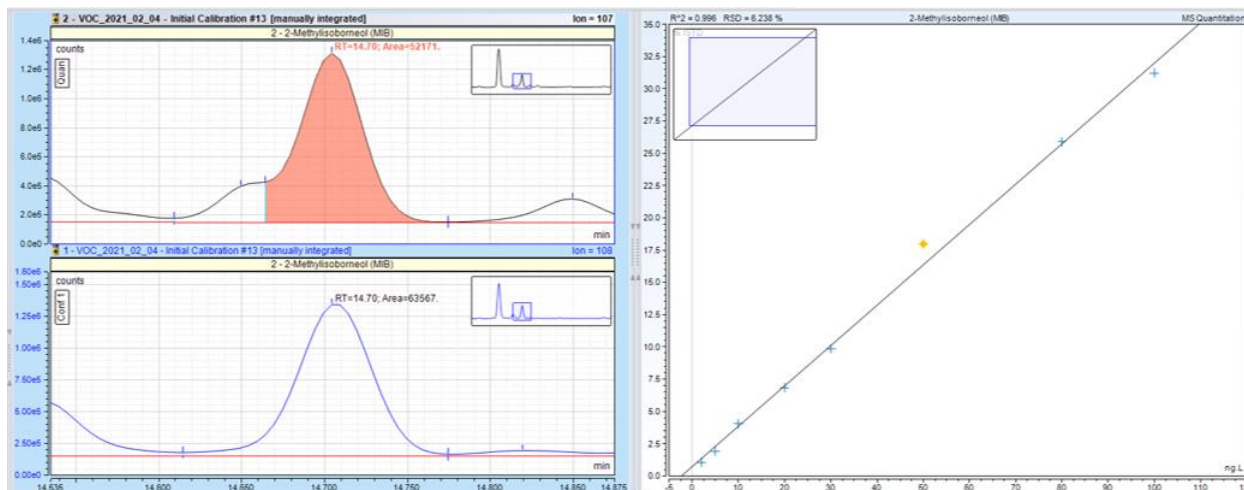 2 - VOC_2021_02_04 - Initial Calibration #13 [manually integrated] Ion = 107
2 - 2-Methylisoborneol (MIB)
counts
Quan
RT=14.70; Area=52171.
1.4e6
1.2e6
1.0e6
8.0e5
6.0e5
4.0e5
2.0e5
0.0e0
min
1 - VOC_2021_02_04 - Initial Calibration #13 [manually integrated] Ion = 108
2 - 2-Methylisoborneol (MIB)
counts
Conf 1
RT=14.70; Area=63567.
1.60e6
1.25e6
1.00e6
7.50e5
5.00e5
2.50e5
0.00e0
min
14.535 14.600 14.650 14.700 14.750 14.800 14.850 14.875
R^2 = 0.996 RSD = 6.238 % 2-Methylisoborneol (MIB) MS Quantitation
35.0
32.5
30.0
27.5
25.0
22.5
20.0
17.5
15.0
12.5
10.0
7.5
5.0
2.5
0.0
ng.L
-5 0 10 20 30 40 50 60 70 80 90 100 110